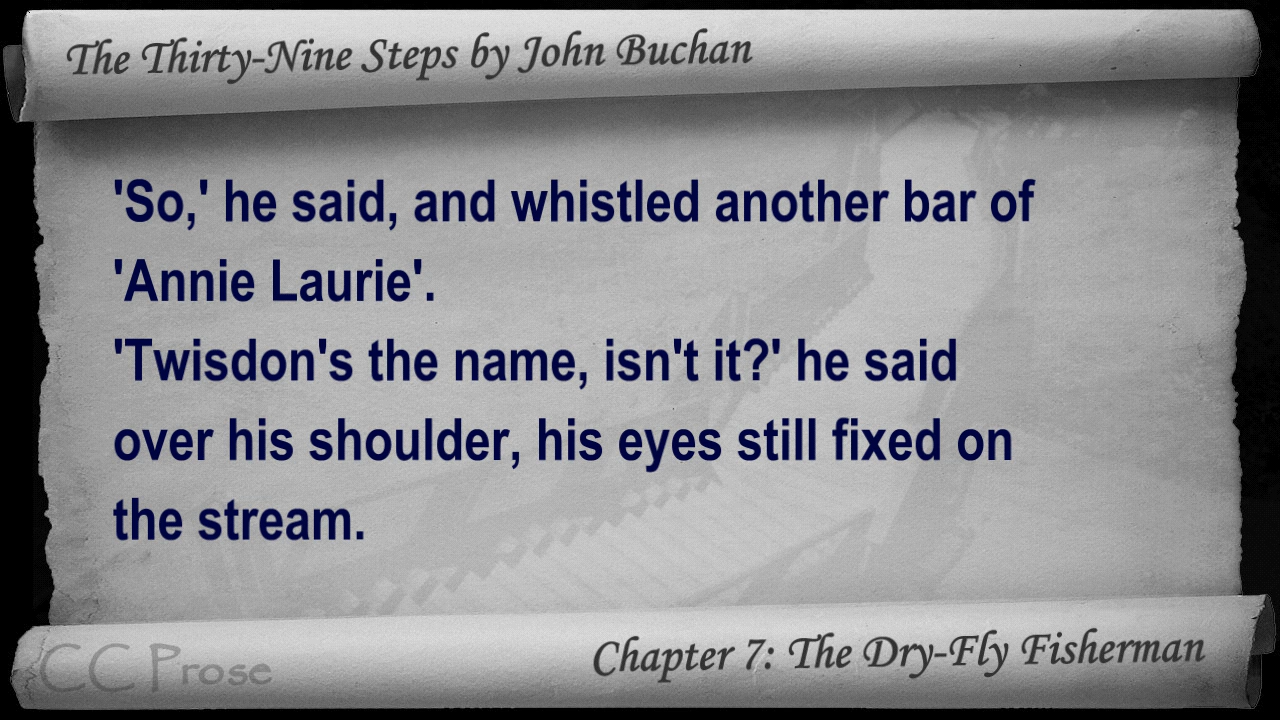 The Thirty-Nine Steps by John Buchan
'So,' he said, and whistled another bar of
'Annie Laurie'.
'Twisdon's the name, isn't it?' he said
over his shoulder, his eyes still fixed on
the stream.
CC Prose
Chapter 7: The Dry-Fly Fisherman